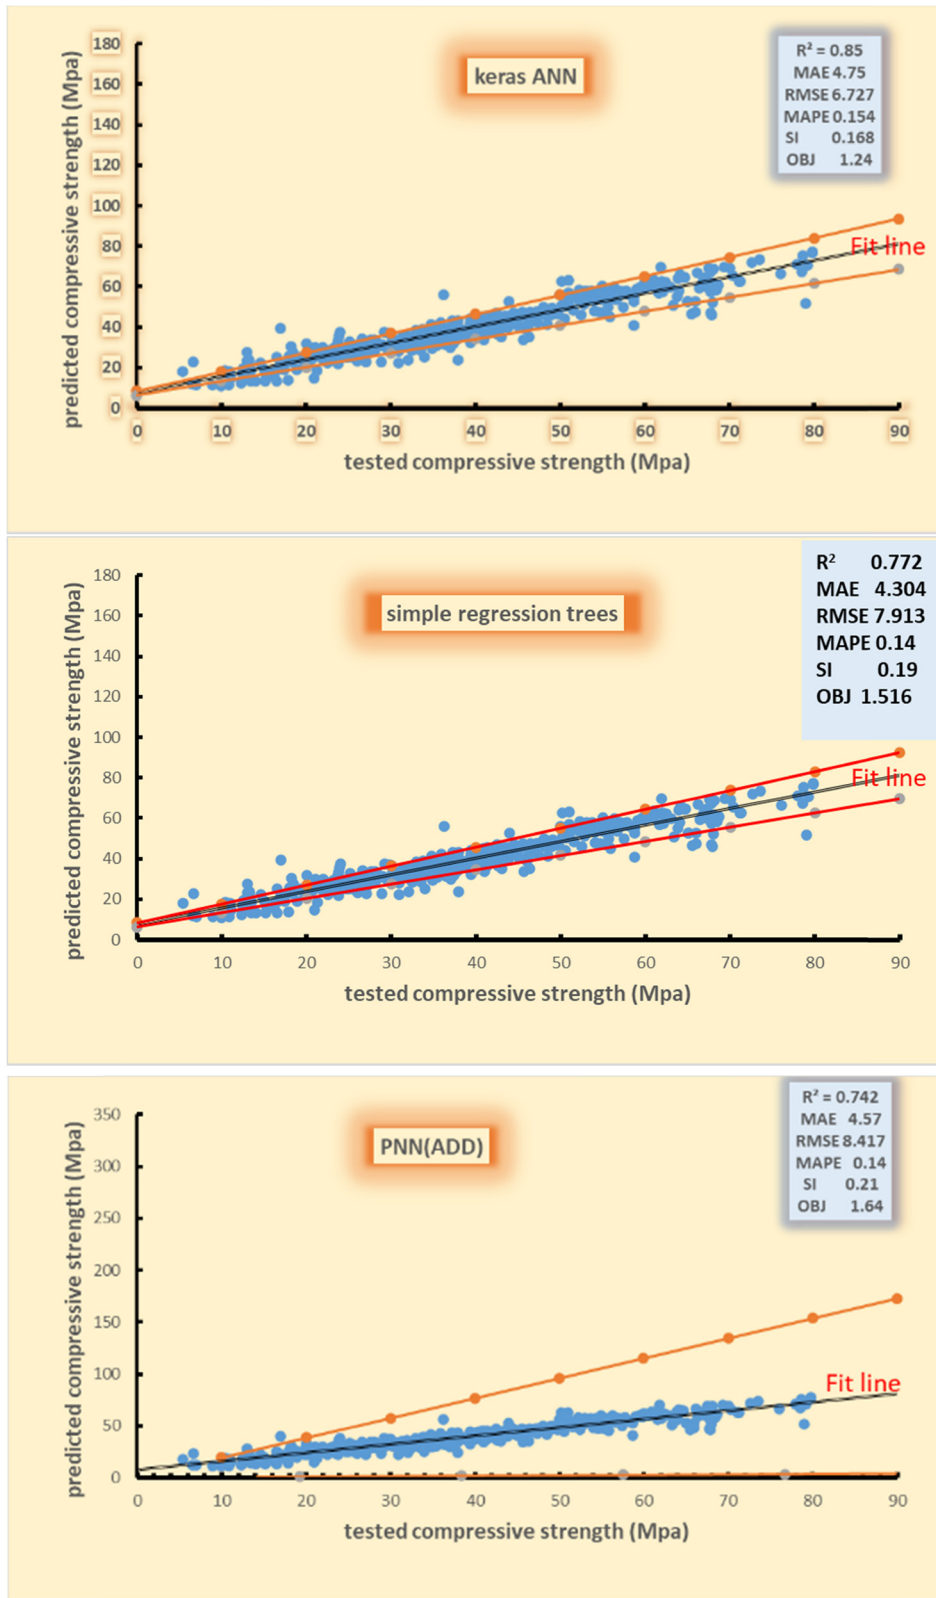 keras ANN
R² = 0.85
MAE 4.75
RMSE 6.727
MAPE 0.154
SI 0.168
OBJ 1.24
predicted compressive strength (Mpa)
180
160
140
120
100
80
60
40
20
0
Fit line
0 10 20 30 40 50 60 70 80 90
tested compressive strength (Mpa)
simple regression trees
R² 0.772
MAE 4.304
RMSE 7.913
MAPE 0.14
SI 0.19
OBJ 1.516
predicted compressive strength (Mpa)
180
160
140
120
100
80
60
40
20
0
Fit line
0 10 20 30 40 50 60 70 80 90
tested compressive strength (Mpa)
PNN(ADD)
R² = 0.742
MAE 4.57
RMSE 8.417
MAPE 0.14
SI 0.21
OBJ 1.64
predicted compressive strength (Mpa)
350
300
250
200
150
100
50
0
Fit line
0 10 20 30 40 50 60 70 80 90
tested compressive strength (Mpa)